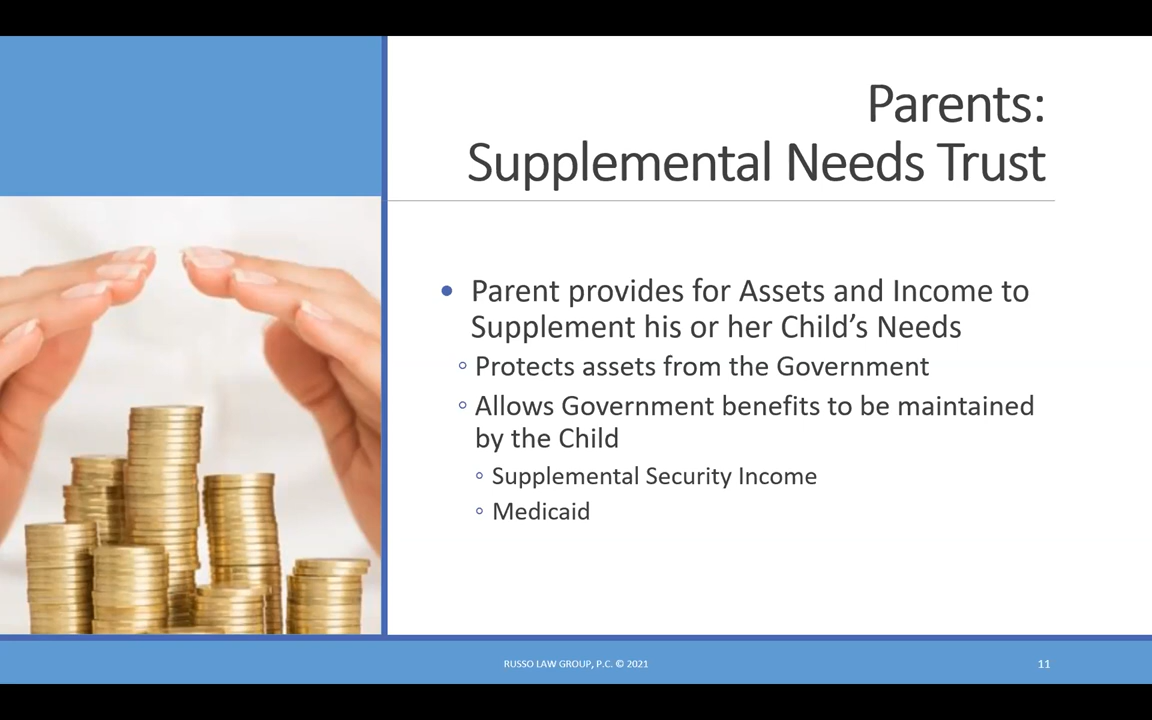 Parents:
Supplemental Needs Trust
• Parent provides for Assets and Income to
Supplement his or her Child’s Needs
◦ Protects assets from the Government
◦ Allows Government benefits to be maintained
by the Child
◦ Supplemental Security Income
◦ Medicaid
RUSSO LAW GROUP, P.C. © 2021
11